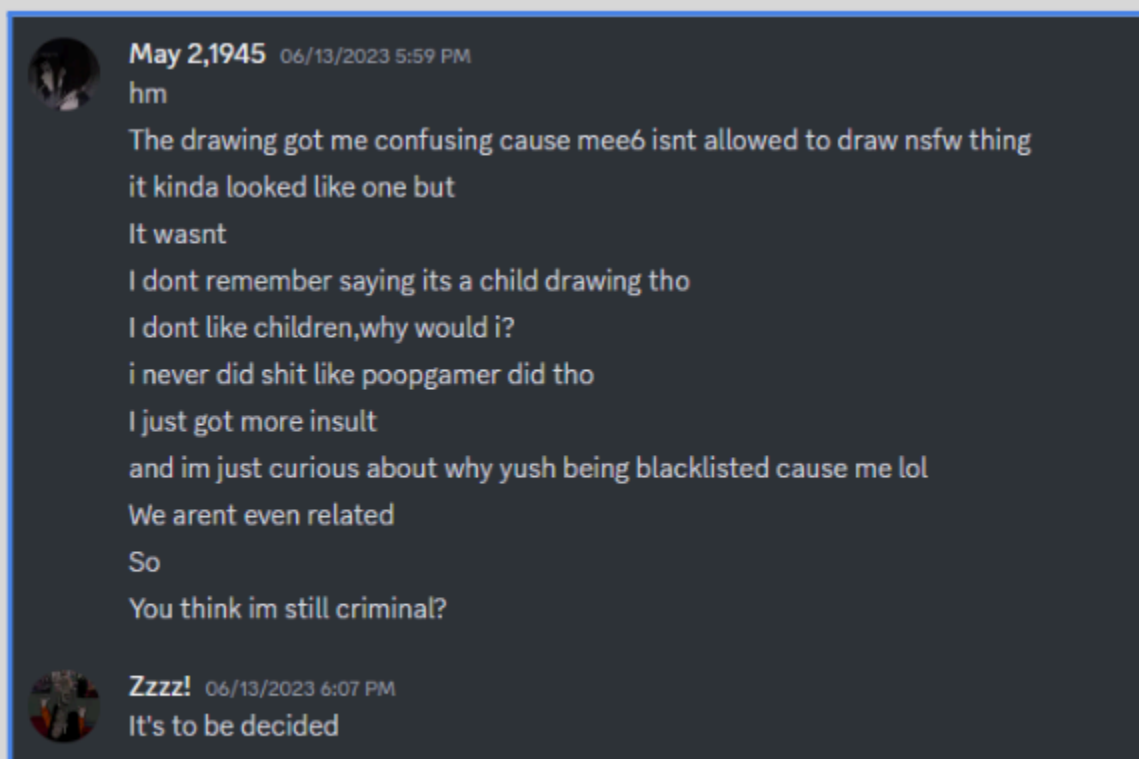 May 2,1945 06/13/2023 5:59 PM
hm
The drawing got me confusing cause mee6 isnt allowed to draw nsfw thing
it kinda looked like one but
It wasnt
I dont remember saying its a child drawing tho
I dont like children,why would i?
i never did shit like poopgamer did tho
I just got more insult
and im just curious about why yush being blacklisted cause me lol
We arent even related
So
You think im still criminal?
Zzzz! 06/13/2023 6:07 PM
It's to be decided